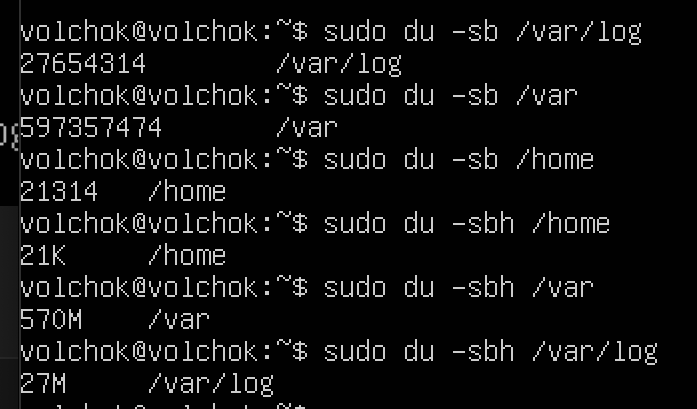 volchok@volchok:~$ sudo du -sb /var/log
27654314 /var/log
volchok@volchok:~$ sudo du -sb /var
597357474 /var
volchok@volchok:~$ sudo du -sb /home
21314 /home
volchok@volchok:~$ sudo du -sbh /home
21K /home
volchok@volchok:~$ sudo du -sbh /var
570M /var
volchok@volchok:~$ sudo du -sbh /var/log
27M /var/log